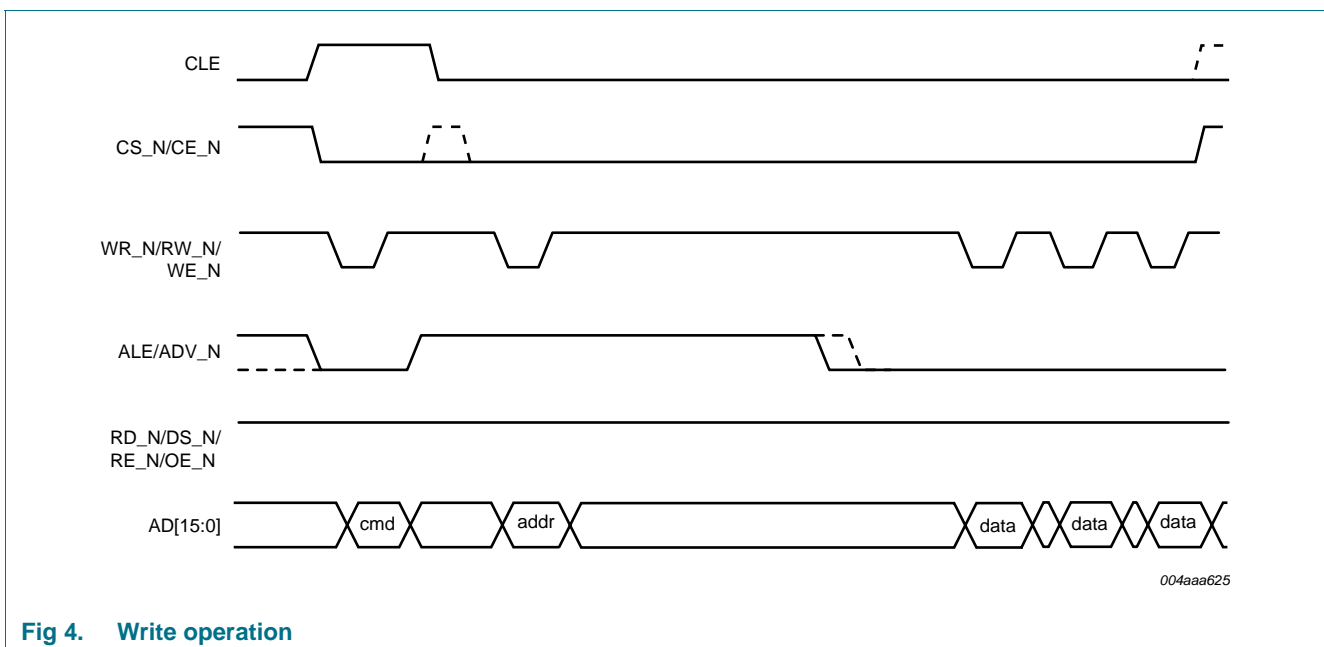 CLE
CS_N/CE_N
WR_N/RW_N/
WE_N
ALE/ADV_N
RD_N/DS_N/
RE_N/OE_N
AD[15:0]
cmd
addr
data
data
data
004aaa625
Fig 4. Write operation